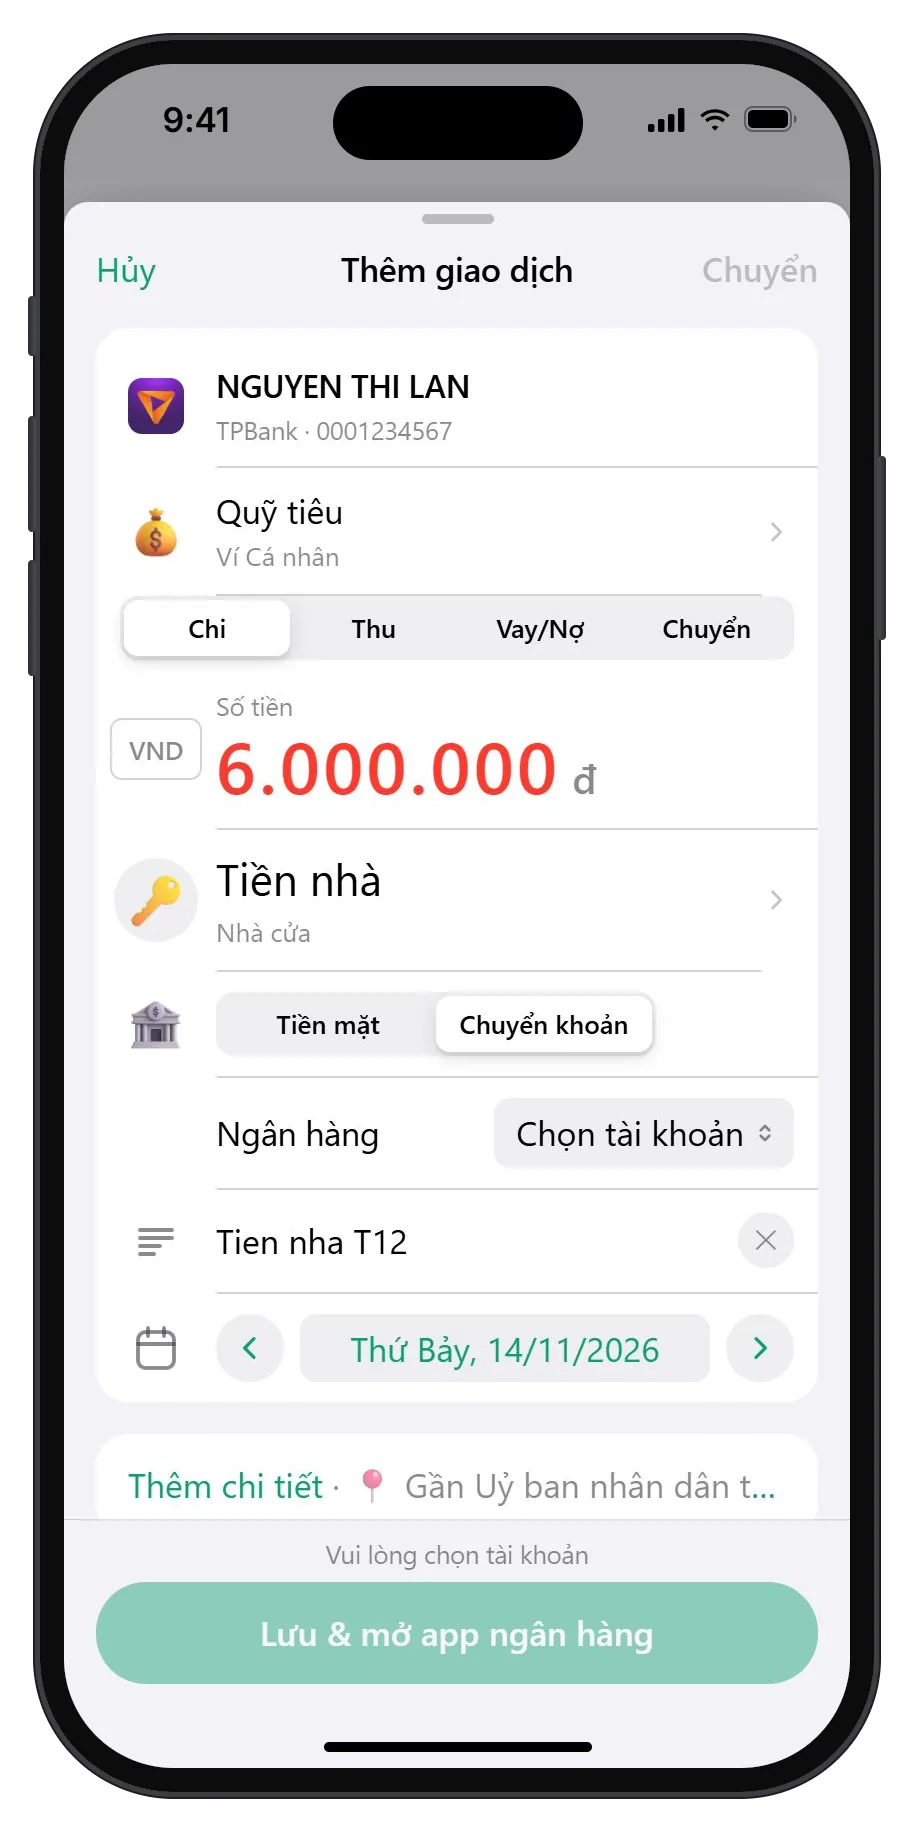 9:41
Hủy
Thêm giao dịch
Chuyển
NGUYEN THI LAN
TPBank · 0001234567
Quỹ tiêu
Ví Cá nhân
Chi
Thu
Vay/Nợ
Chuyển
Số tiền
VND
6.000.000 đ
Tiền nhà
Nhà cửa
Tiền mặt
Chuyển khoản
Ngân hàng
Chọn tài khoản
Tien nha T12
Thứ Bảy, 14/11/2026
Thêm chi tiết · Gần Uỷ ban nhân dân t...
Vui lòng chọn tài khoản
Lưu & mở app ngân hàng